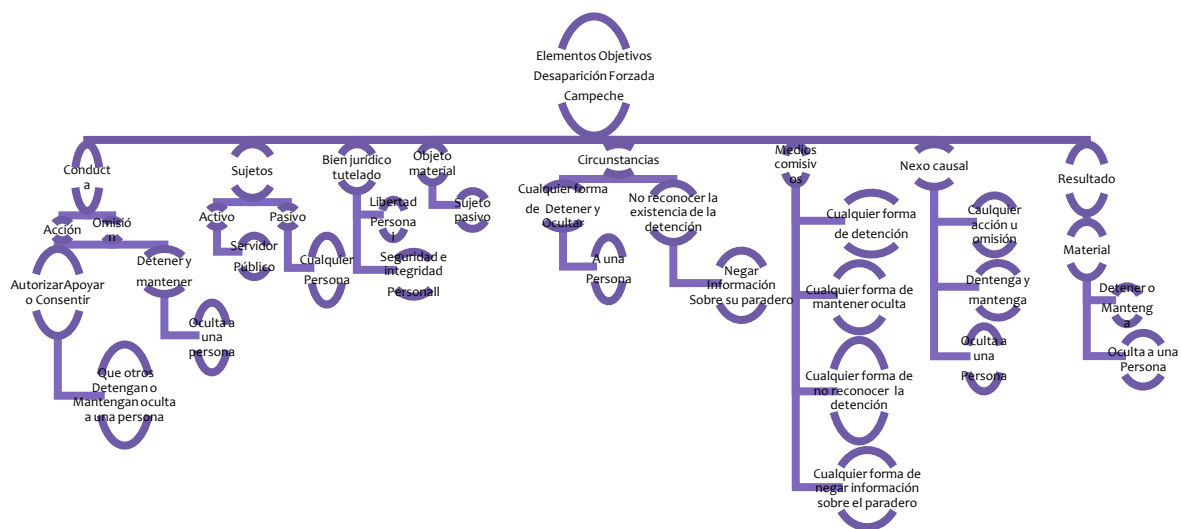 Elementos Objetivos
Desaparición Forzada
Campeche
Conduct
a
Acción
Omisió
n
AutorizarApoyar
o Consentir
Que otros
Detengan o
Mantengan oculta
a una persona
Detener y
mantener
Oculta a
una
persona
Sujetos
Activo
Servidor
Público
Pasivo
Cualquier
Persona
Bien jurídico
tutelado
Libertad
Persona
l
Seguridad e
integridad
Personall
Objeto
material
Sujeto
pasivo
Circunstancias
Cualquier forma
de Detener y
Ocultar
A una
Persona
No reconocer la
existencia de la
detención
Negar
Información
Sobre su paradero
Medios
comisiv
os
Cualquier forma
de detención
Cualquier forma de
mantener oculta
Cualquier forma de
no reconocer la
detención
Cualquier forma de
negar información
sobre el paradero
Nexo causal
Caulquier
acción u
omisión
Dentenga y
mantenga
Oculta a
una
Persona
Resultado
Material
Detener o
Manteng
a
Oculta a una
Persona